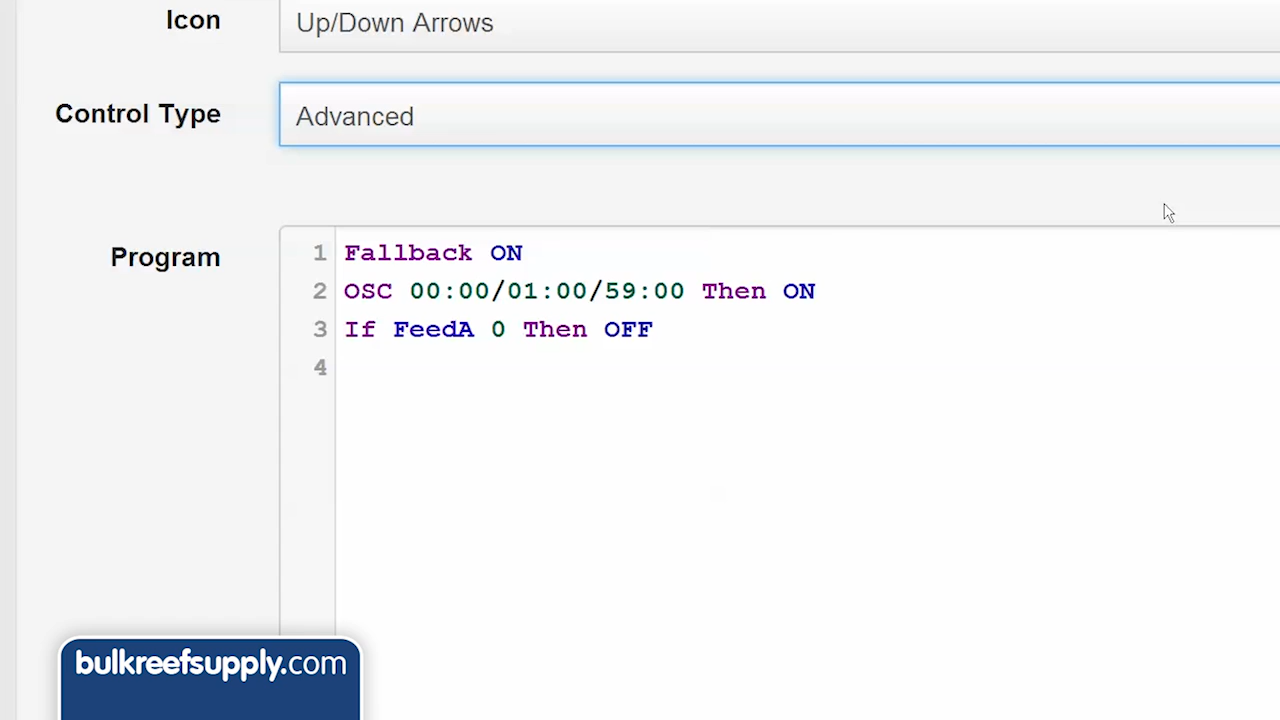 Icon Up/Down Arrows
Control Type Advanced
Program
1 Fallback ON
2 OSC 00:00/01:00/59:00 Then ON
3 If FeedA 0 Then OFF
4
bulkreefsupply.com